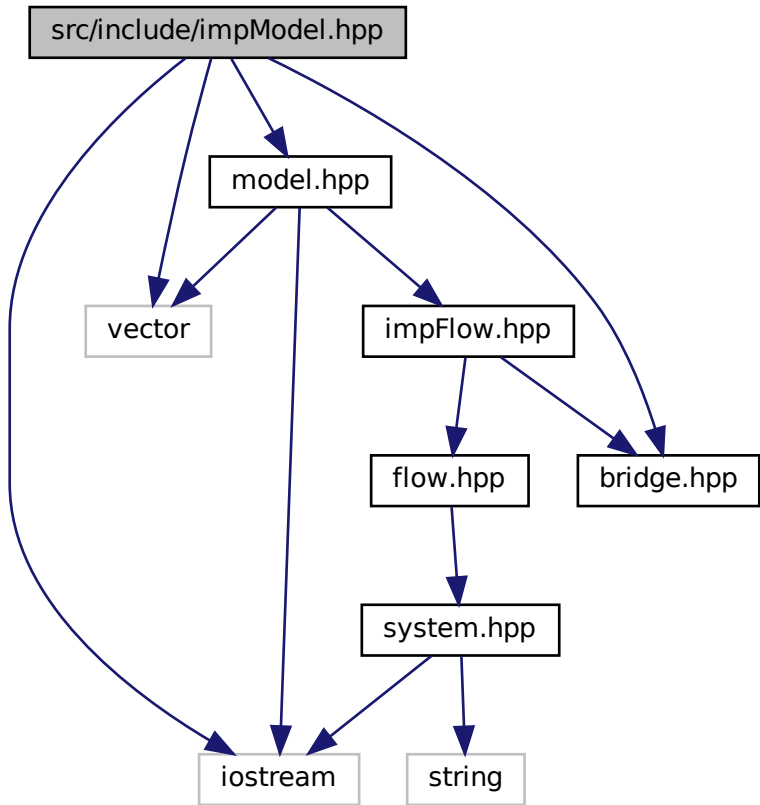 src/include/impModel.hpp
model.hpp
vector
impFlow.hpp
flow.hpp
bridge.hpp
system.hpp
iostream
string